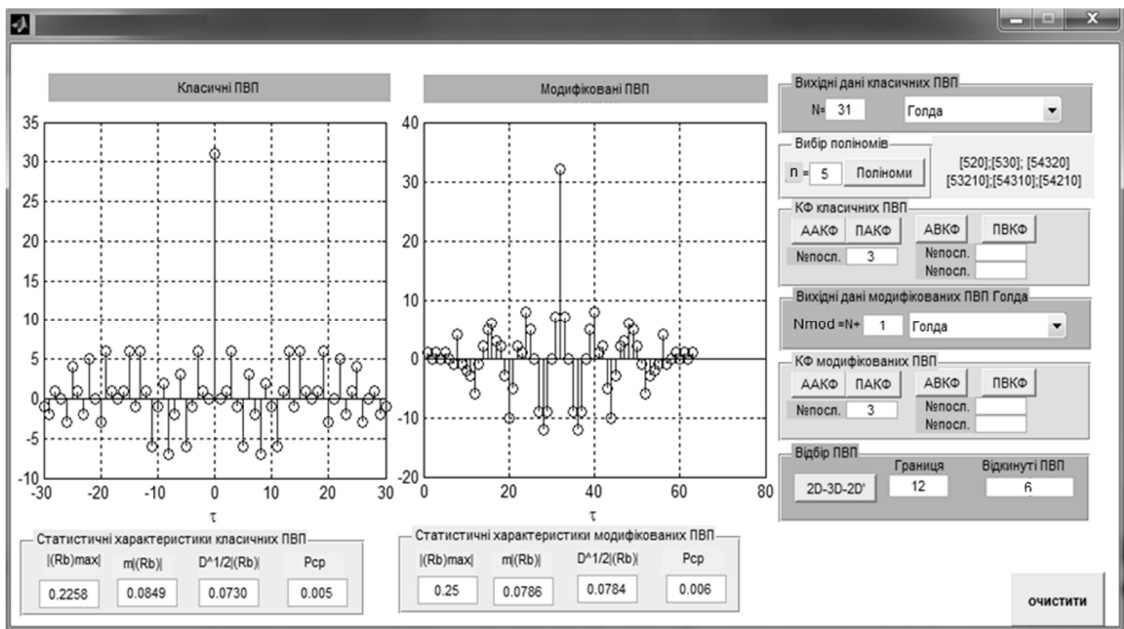 Класичні ПВП
35
30
25
20
15
10
5
0
-5
-10
-30 -20 -10 0 10 20 30
τ
Модифіковані ПВП
40
30
20
10
0
-10
-20
0 20 40 60 80
τ
Статистичні характеристики класичних ПВП
|(Rb)max| m|(Rb)| D^1/2|(Rb)| Pcp
0.2258 0.0849 0.0730 0.005
Статистичні характеристики модифікованих ПВП
|(Rb)max| m|(Rb)| D^1/2|(Rb)| Pcp
0.25 0.0786 0.0784 0.006
Вихідні дані класичних ПВП
N= 31 Голда
Вибір поліномів
n = 5 Поліноми
[520];[530]; [54320]
[53210];[54310];[54210]
КФ класичних ПВП
ААКФ ПАКФ АВКФ ПВКФ
№посл. 3 №посл.
№посл.
Вихідні дані модифікованих ПВП Голда
Nmod =N+ 1 Голда
КФ модифікованих ПВП
ААКФ ПАКФ АВКФ ПВКФ
№посл. 3 №посл.
№посл.
Відбір ПВП
Границя Відкинуті ПВП
2D-3D-2D' 12 6
очистити